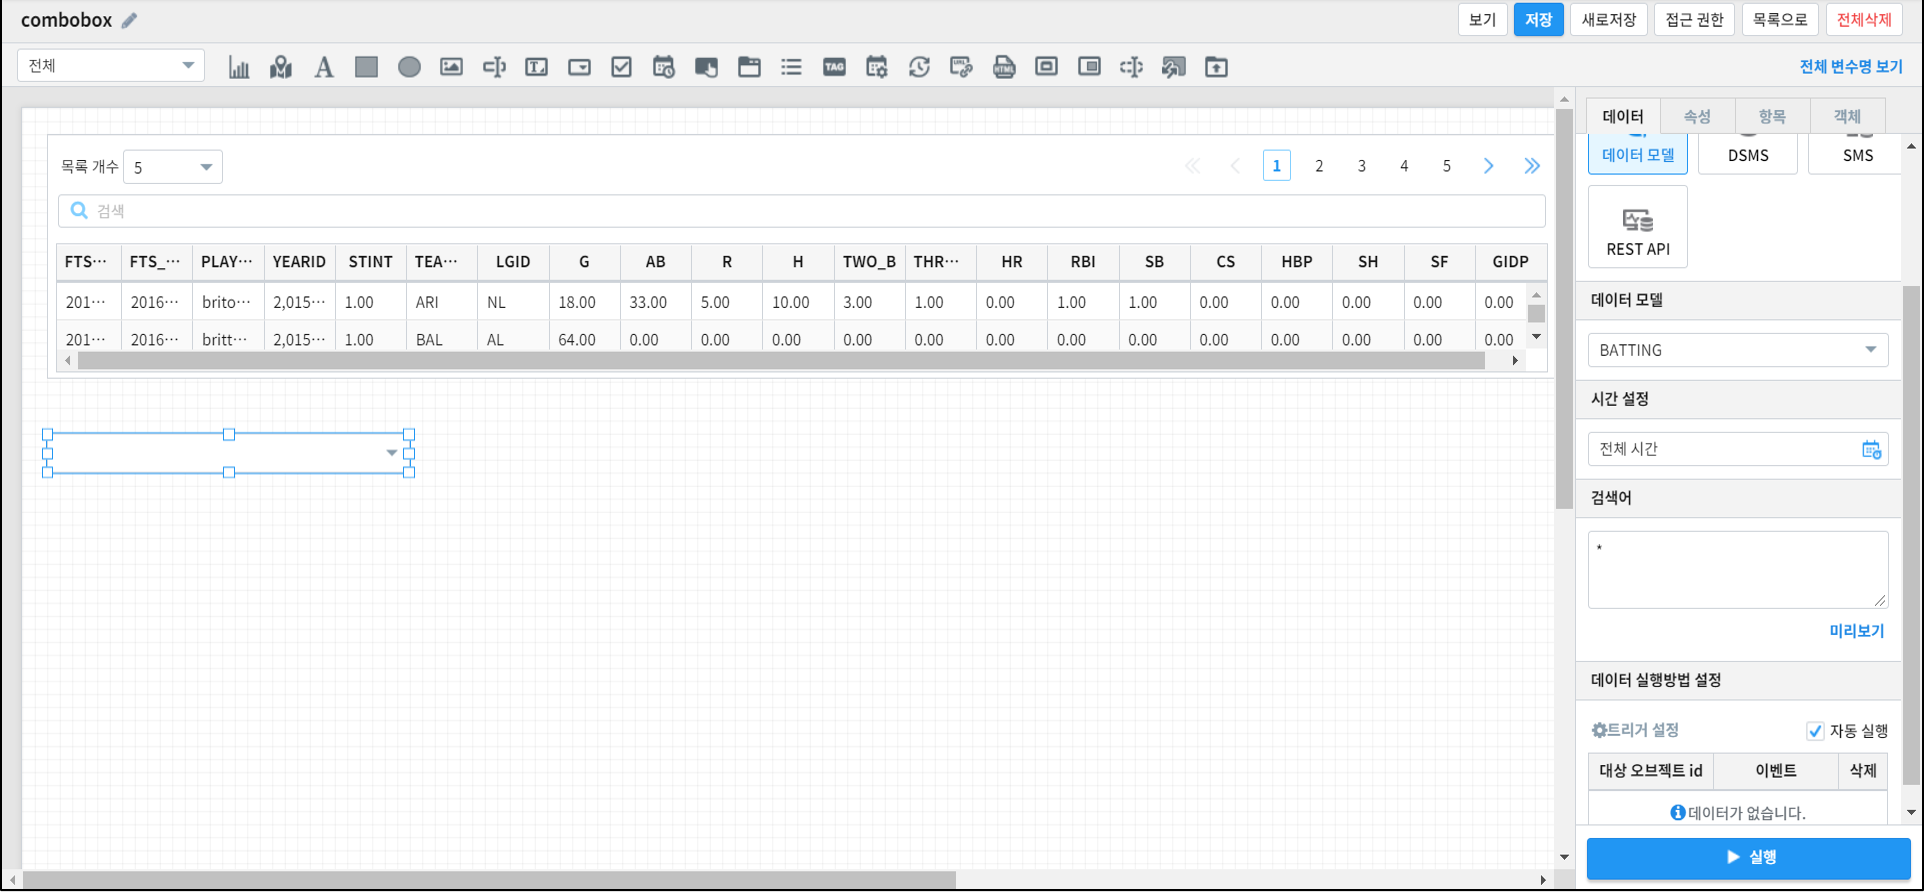 combobox
보기
저장
새로저장
접근 권한
목록으로
전체삭제
전체
A
T
TAG
URL
HTML
전체 변수명 보기
목록 개수
5
1 2 3 4 5
검색
FTS··· FTS_··· PLAY··· YEARID STINT TEA··· LGID G AB R H TWO_B THR··· HR RBI SB CS HBP SH SF GIDP
201··· 2016··· brito··· 2,015··· 1.00 ARI NL 18.00 33.00 5.00 10.00 3.00 1.00 0.00 1.00 1.00 0.00 0.00 0.00 0.00 0.00
201··· 2016··· britt··· 2,015··· 1.00 BAL AL 64.00 0.00 0.00 0.00 0.00 0.00 0.00 0.00 0.00 0.00 0.00 0.00 0.00 0.00
데이터 속성 항목 객체
데이터 모델
DSMS
SMS
REST API
데이터 모델
BATTING
시간 설정
전체 시간
검색어
*
미리보기
데이터 실행방법 설정
트리거 설정
자동 실행
대상 오브젝트 id 이벤트 삭제
데이터가 없습니다.
실행